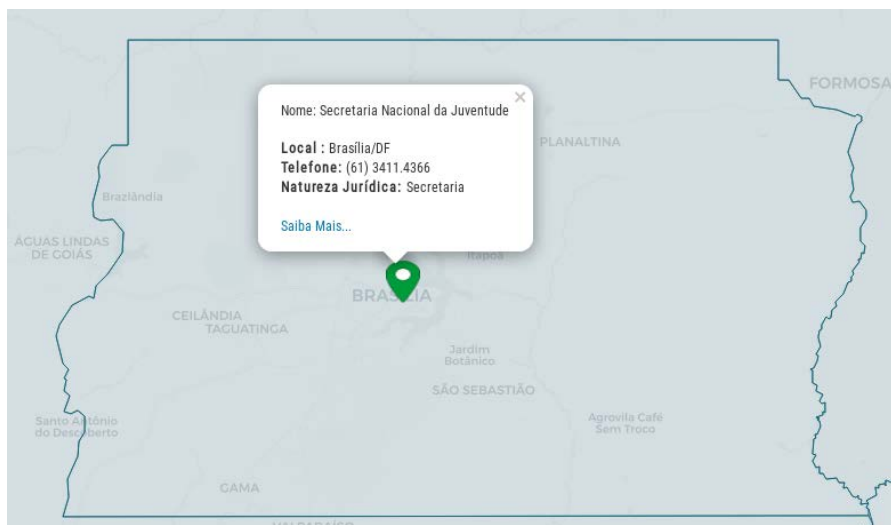 FORMOSA
×
Nome: Secretaria Nacional da Juventude
Local : Brasília/DF
Telefone: (61) 3411.4366
Natureza Jurídica: Secretaria
Saiba Mais...
PLANALTINA
Brazlândia
ÁGUAS LINDAS
DE GOIÁS
Itapoã
BRASÍLIA
CEILÂNDIA
TAGUATINGA
Jardim
Botânico
SÃO SEBASTIÃO
Santo Antônio
do Descoberto
Agrovila Café
Sem Troco
GAMA
VALPARAÍSO